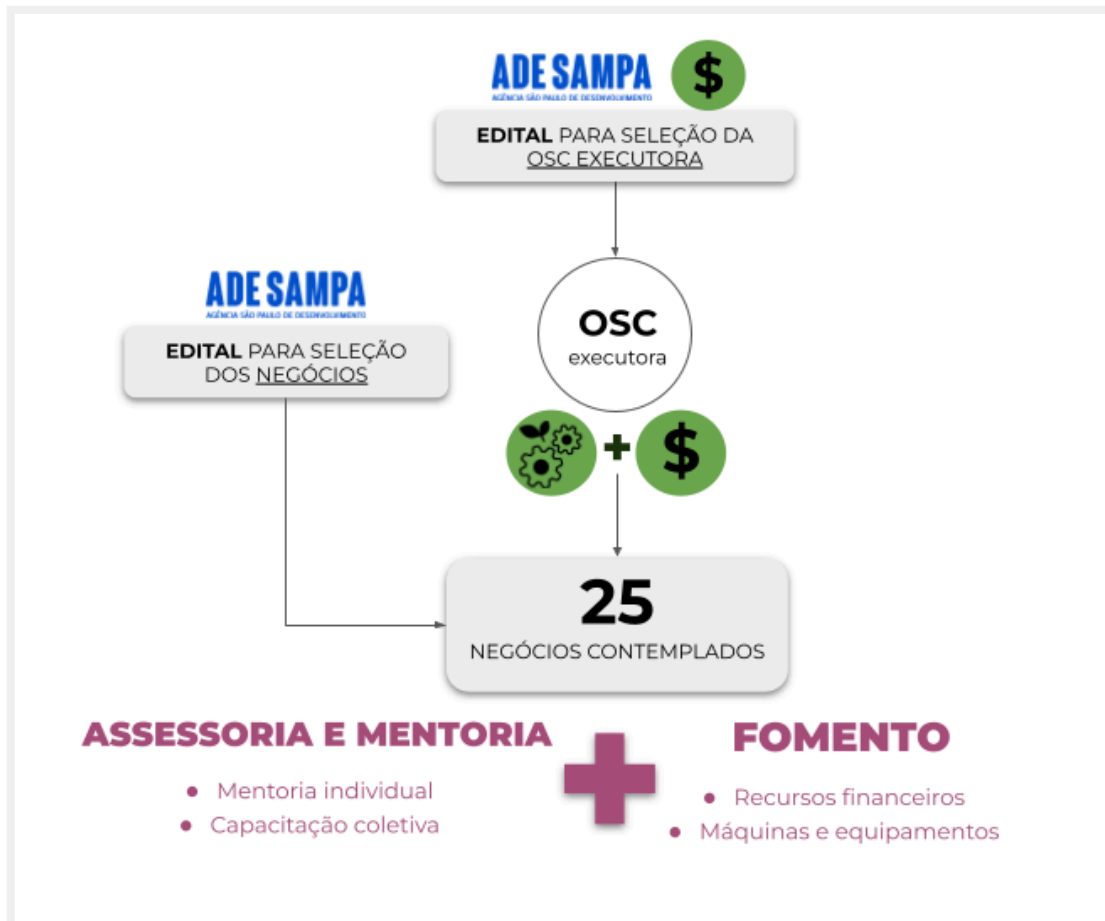 ADE SAMPA
AGÊNCIA SÃO PAULO DE DESENVOLVIMENTO
$
EDITAL PARA SELEÇÃO DA
OSC EXECUTORA
ADE SAMPA
AGÊNCIA SÃO PAULO DE DESENVOLVIMENTO
EDITAL PARA SELEÇÃO
DOS NEGÓCIOS
OSC
executora
+ $
25
NEGÓCIOS CONTEMPLADOS
ASSESSORIA E MENTORIA
● Mentoria individual
● Capacitação coletiva
+
FOMENTO
● Recursos financeiros
● Máquinas e equipamentos